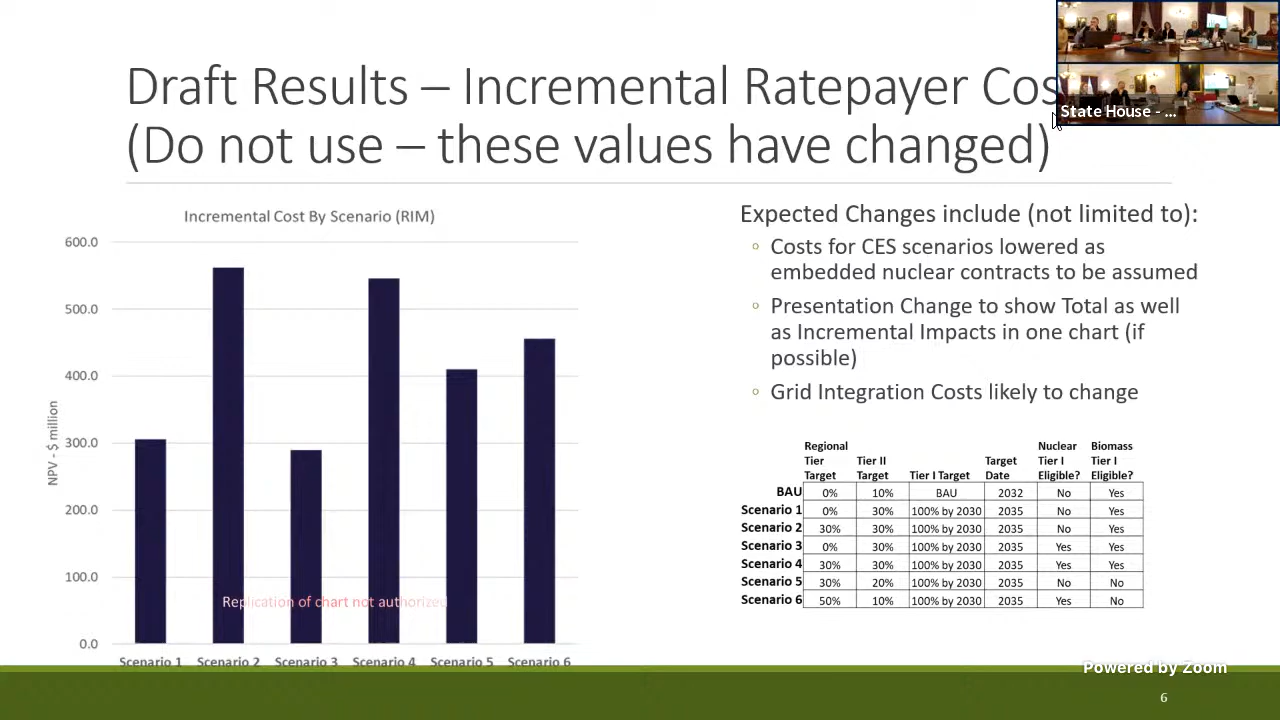 Draft Results – Incremental Ratepayer Cos
(Do not use – these values have changed)
State House - ...
Incremental Cost By Scenario (RIM)
600.0
500.0
400.0
300.0
200.0
100.0
0.0
NPV - $ million
Replication of chart not authorized
Scenario 1 Scenario 2 Scenario 3 Scenario 4 Scenario 5 Scenario 6
Expected Changes include (not limited to):
◦ Costs for CES scenarios lowered as
embedded nuclear contracts to be assumed
◦ Presentation Change to show Total as well
as Incremental Impacts in one chart (if
possible)
◦ Grid Integration Costs likely to change
Regional Nuclear Biomass
Tier Tier II Target Tier I Tier I
Target Target Tier I Target Date Eligible? Eligible?
BAU 0% 10% BAU 2032 No Yes
Scenario 1 0% 30% 100% by 2030 2035 No Yes
Scenario 2 30% 30% 100% by 2030 2035 No Yes
Scenario 3 0% 30% 100% by 2030 2035 Yes Yes
Scenario 4 30% 30% 100% by 2030 2035 Yes Yes
Scenario 5 30% 20% 100% by 2030 2035 No No
Scenario 6 50% 10% 100% by 2030 2035 Yes No
Powered by Zoom
6